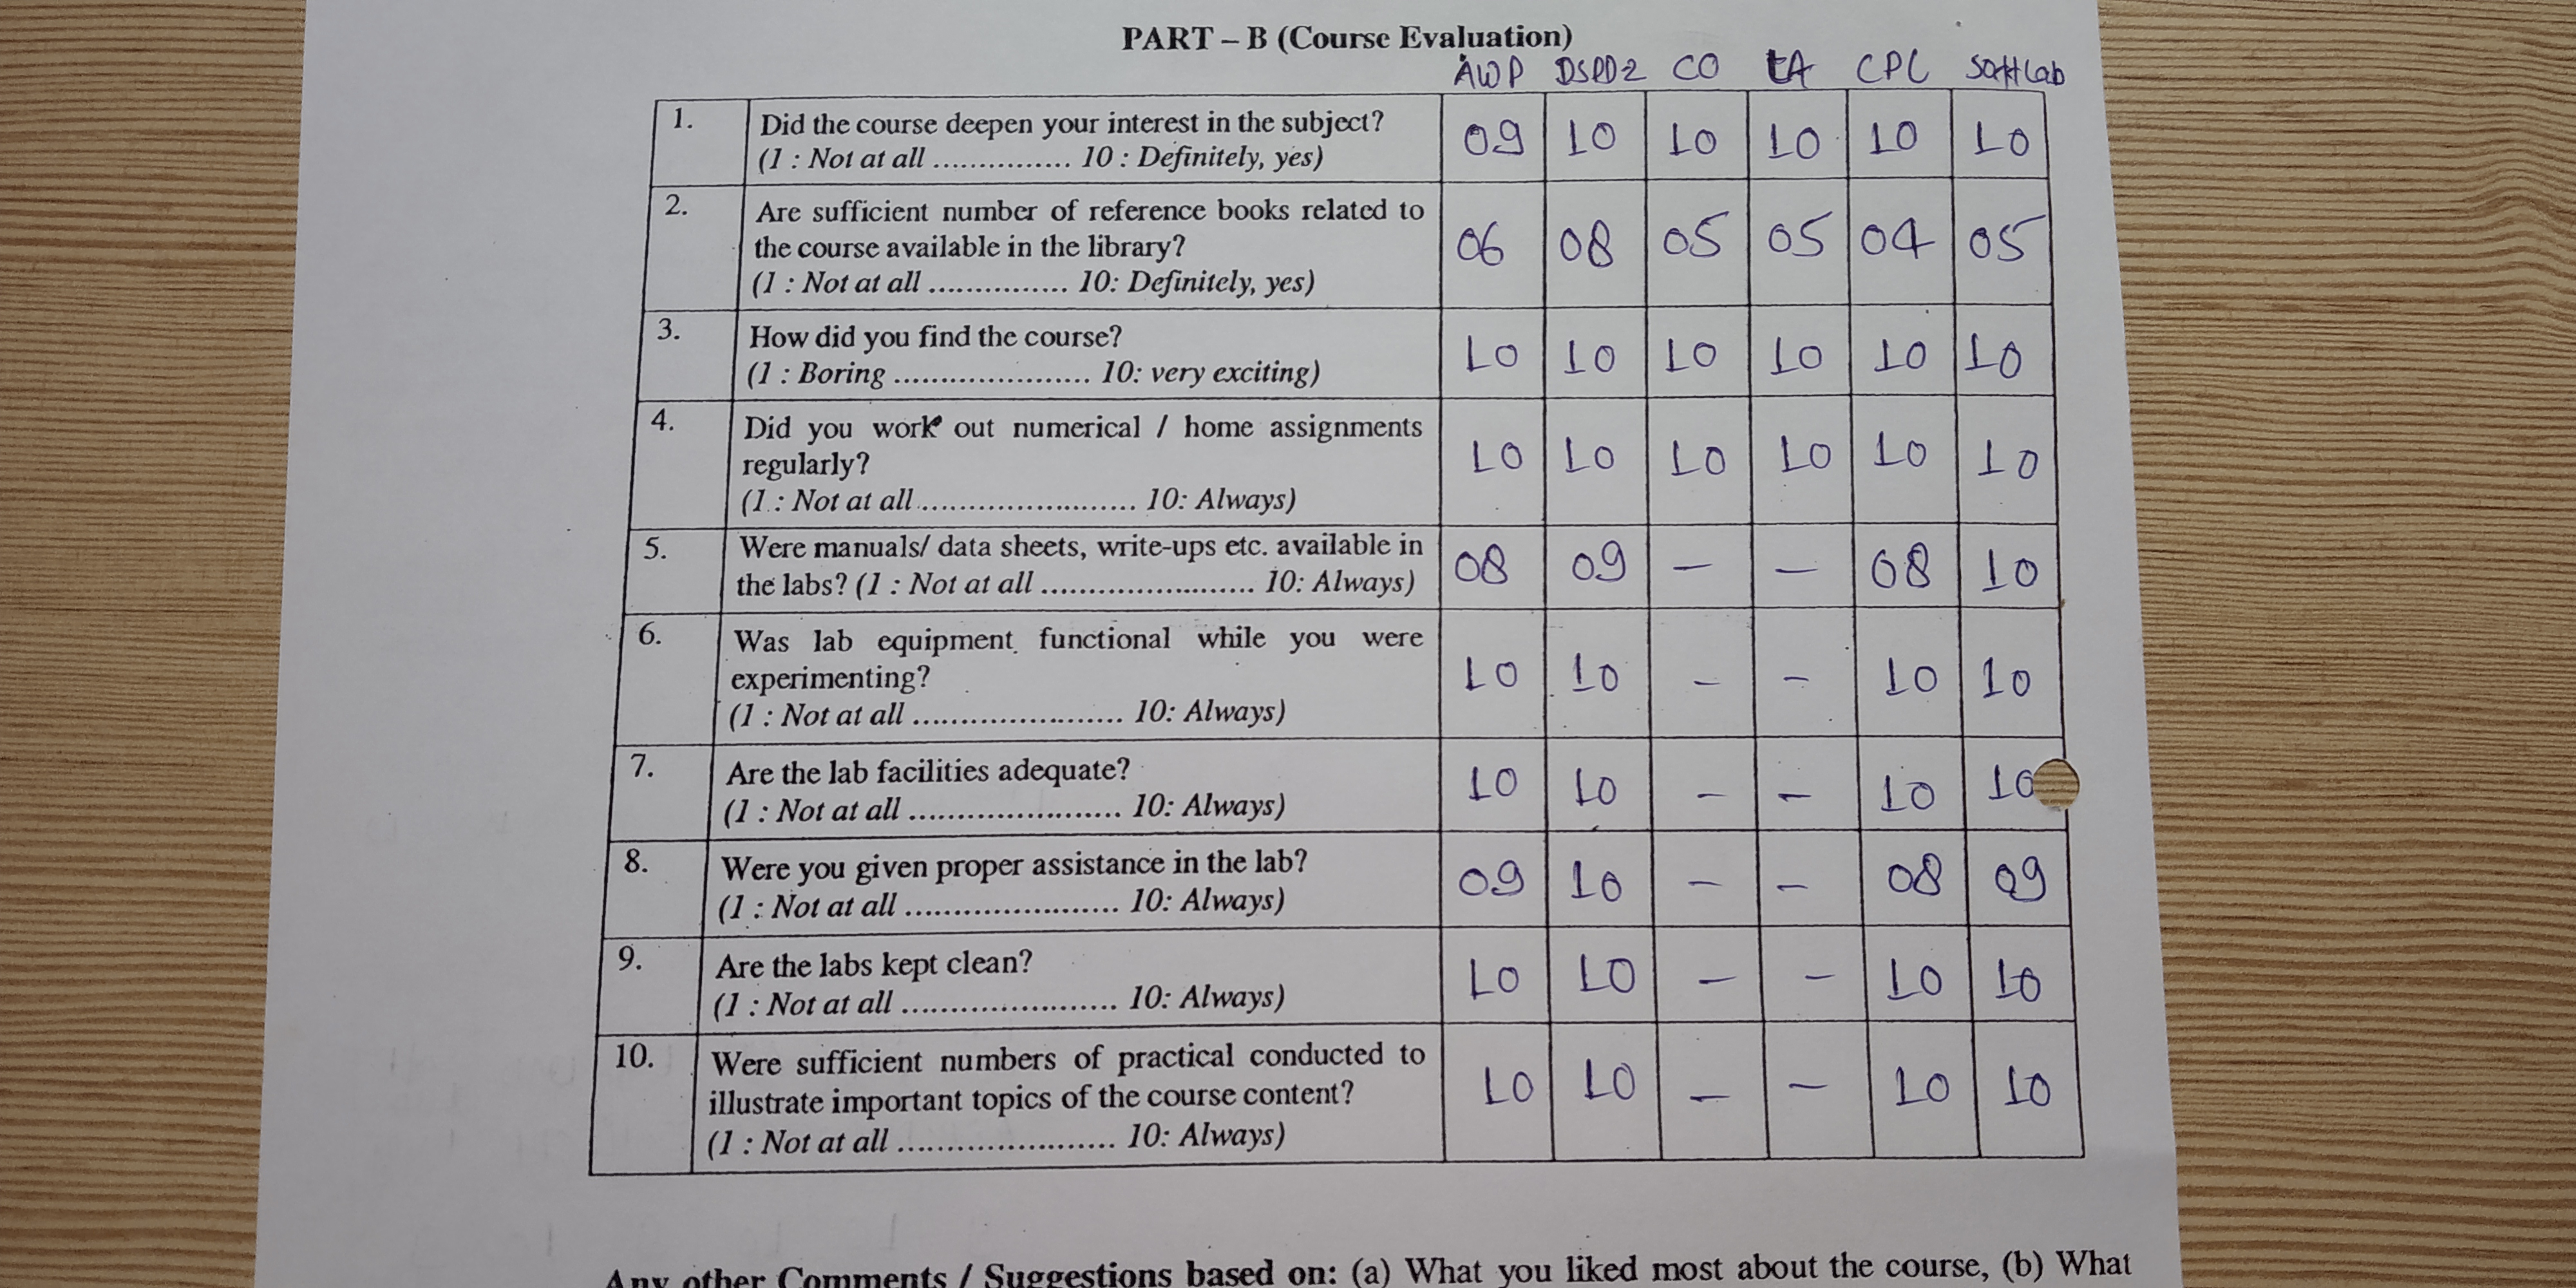 PART – B (Course Evaluation)
AWP DSPD2 CO CPL Soft Lab
1. Did the course deepen your interest in the subject? 09 10 10 10 10 10
(1 : Not at all ............... 10 : Definitely, yes)
2. Are sufficient number of reference books related to
the course available in the library? 06 08 05 05 04 05
(1 : Not at all ............... 10: Definitely, yes)
3. How did you find the course? 10 10 10 10 10 10
(1 : Boring ...................... 10: very exciting)
4. Did you work out numerical / home assignments
regularly? 10 10 10 10 10 10
(1 : Not at all ........................ 10: Always)
5. Were manuals/ data sheets, write-ups etc. available in
the labs? (1 : Not at all ........................ 10: Always) 08 09 – – 08 10
6. Was lab equipment functional while you were
experimenting? 10 10 – – 10 10
(1 : Not at all ........................ 10: Always)
7. Are the lab facilities adequate? 10 10 – – 10 10
(1 : Not at all ........................ 10: Always)
8. Were you given proper assistance in the lab? 09 10 – – 08 09
(1 : Not at all ........................ 10: Always)
9. Are the labs kept clean? 10 10 – – 10 10
(1 : Not at all ........................ 10: Always)
10. Were sufficient numbers of practical conducted to
illustrate important topics of the course content? 10 10 – – 10 10
(1 : Not at all ........................ 10: Always)
Any other Comments / Suggestions based on: (a) What you liked most about the course, (b) What